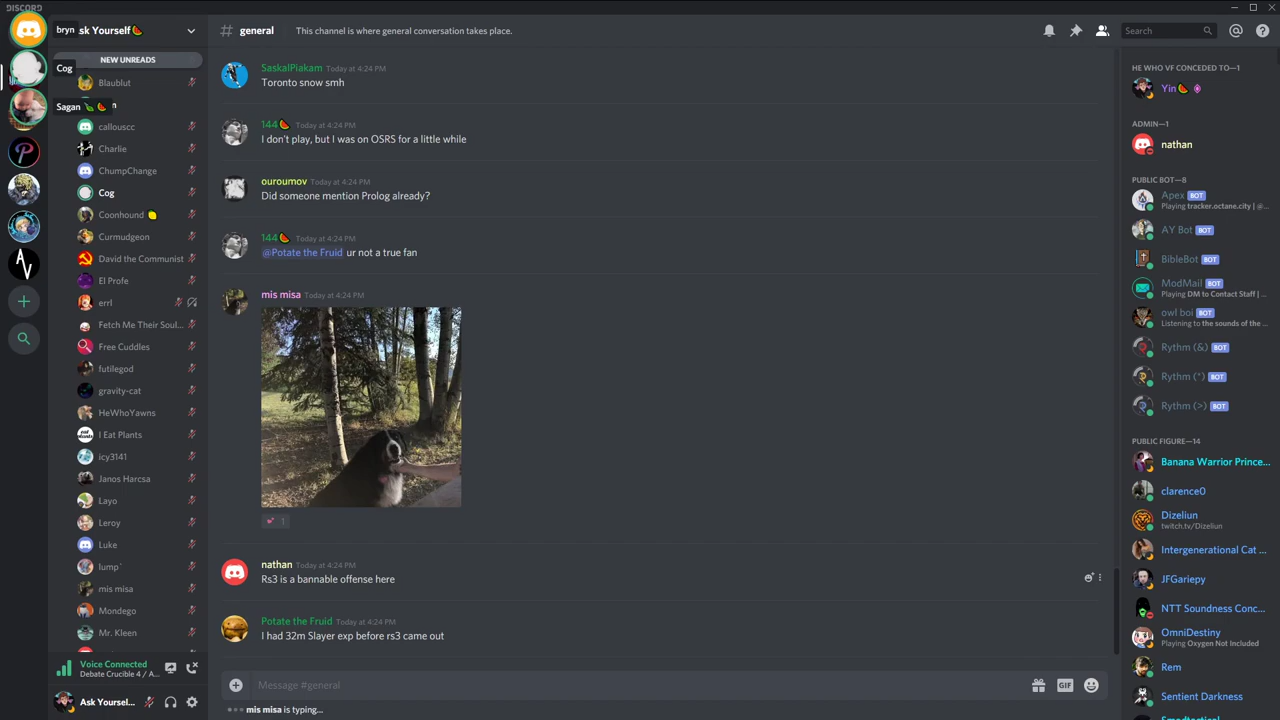 DISCORD
bryn
Ask Yourself🍉
Cog
Sagan
NEW UNREADS
Blaublut
callouscc
Charlie
ChumpChange
Cog
Coonhound 🍋
Curmudgeon
David the Communist
El Profe
errl
Fetch Me Their Soul...
Free Cuddles
futilegod
gravity-cat
HeWhoYawns
I Eat Plants
icy3141
Janos Harcsa
Layo
Leroy
Luke
lump`
mis misa
Mondego
Mr. Kleen
Voice Connected
Debate Crucible 4 / A...
Ask Yoursel...
# general
This channel is where general conversation takes place.
Search
SaskalPlakam Today at 4:24 PM
Toronto snow smh
144🍉 Today at 4:24 PM
I don't play, but I was on OSRS for a little while
ouroumov Today at 4:24 PM
Did someone mention Prolog already?
144🍉 Today at 4:24 PM
@Potate the Fruid ur not a true fan
mis misa Today at 4:24 PM
1
nathan Today at 4:24 PM
Rs3 is a bannable offense here
Potate the Fruid Today at 4:24 PM
I had 32m Slayer exp before rs3 came out
Message #general
GIF
mis misa is typing...
HE WHO VF CONCEDED TO—1
Yin🍉
ADMIN—1
nathan
PUBLIC BOT—8
Apex BOT
Playing tracker.octane.city | @...
AY Bot BOT
BibleBot BOT
ModMail BOT
Playing DM to Contact Staff | ...
owl boi BOT
Listening to the sounds of the ...
Rythm (&) BOT
Rythm (*) BOT
Rythm (>) BOT
PUBLIC FIGURE—14
Banana Warrior Prince...
clarence0
Dizeliun
twitch.tv/Dizeliun
Intergenerational Cat ...
JFGariepy
NTT Soundness Conc...
OmniDestiny
Playing Oxygen Not Included
Rem
Sentient Darkness